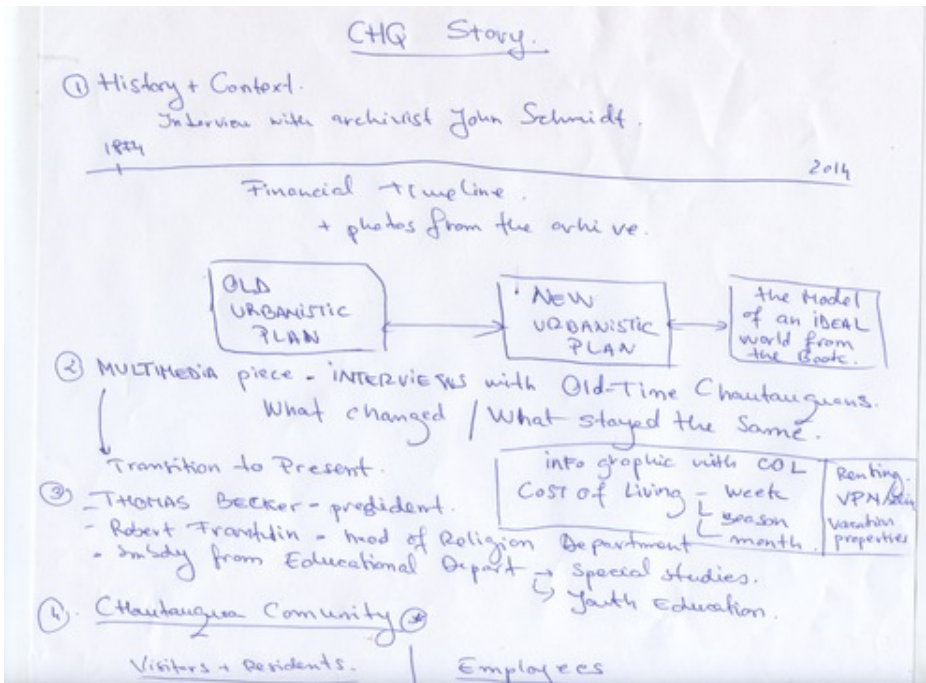 CHQ Story.
① History + Context.
Interview with archivist John Schmidt.
1874
2014
Financial timeline.
+ photos from the arhive.
OLD
URBANISTIC
PLAN
NEW
URBANISTIC
PLAN
the Model
of an iDEAL
world from
the Book.
② MULTIMEDIA piece - iNTERVIEWS with Old-Time Chautauquans.
What changed / What stayed the Same.
Transition to Present.
info graphic with COL
COST of Living - week
season
month.
Renting.
vacation
properties
③ - THOMAS BECKER - predident.
- Robert Franklin - head of Religion Department
- smbdy from Educational Depart → Special studies.
Youth Education.
④. CHautauqua Comunity
Visitors + Residents.
Employees